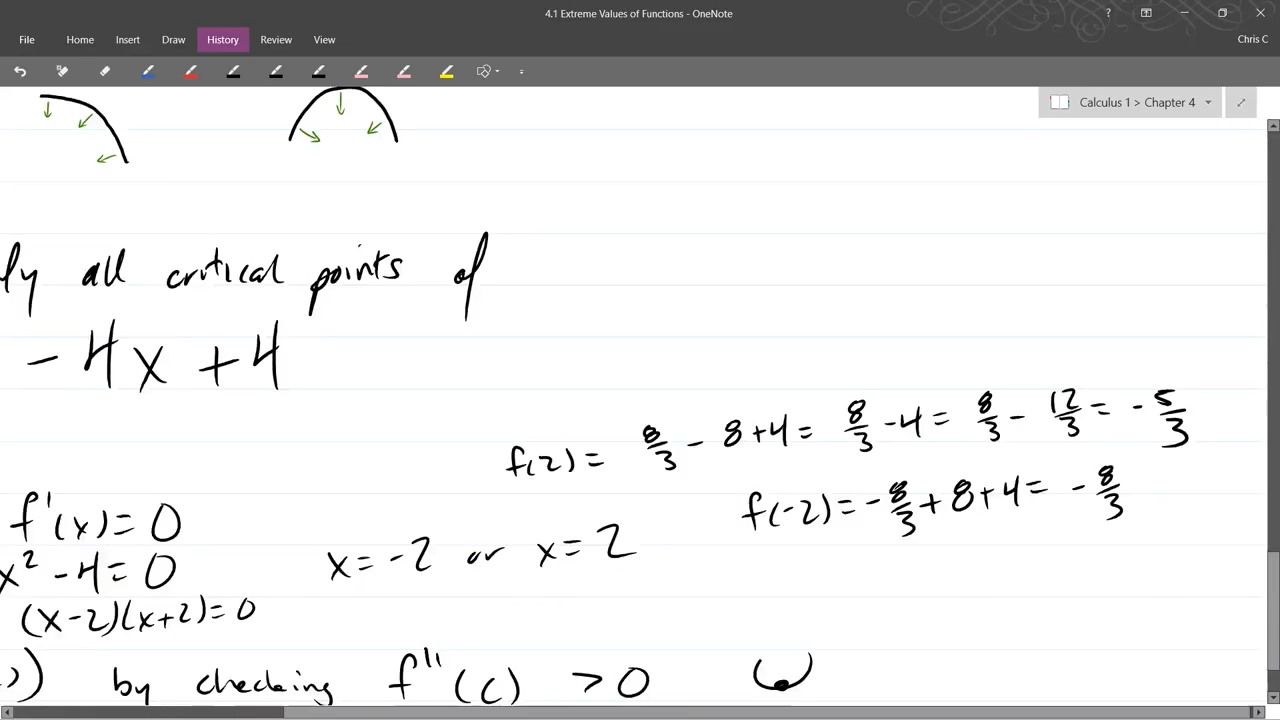 4.1 Extreme Values of Functions - OneNote
?
File Home Insert Draw History Review View
Chris C
Calculus 1 > Chapter 4
all critical points of
- 4x + 4
f(2) = 8/3 - 8 + 4 = 8/3 - 4 = 8/3 - 12/3 = - 5/3
f(-2) = - 8/3 + 8 + 4 = - 8/3
f'(x) = 0
x² - 4 = 0
x = -2 or x = 2
(x-2)(x+2) = 0
) by checking f''(c) > 0